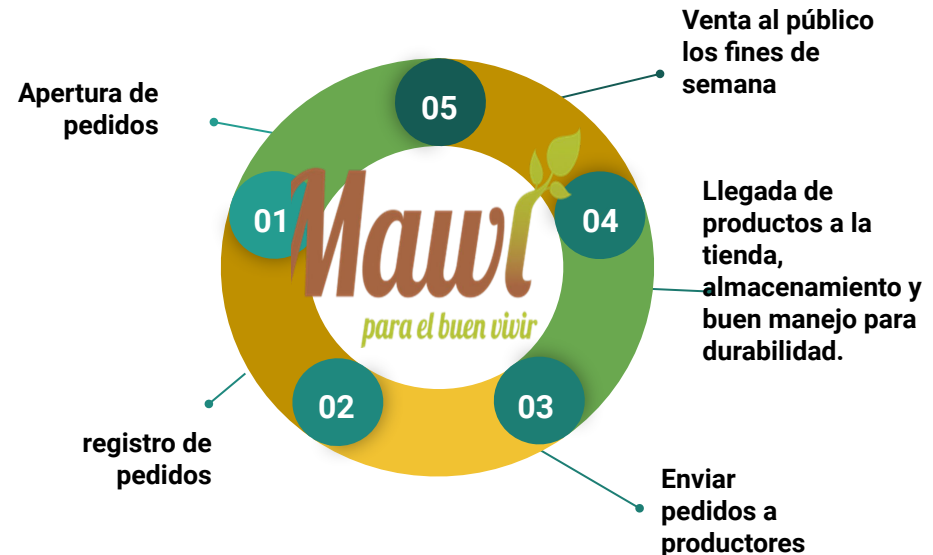 Apertura de
pedidos
01
registro de
pedidos
02
Enviar
pedidos a
productores
03
Llegada de
productos a la
tienda,
almacenamiento y
buen manejo para
durabilidad.
04
Venta al público
los fines de
semana
05
Mawí
para el buen vivir